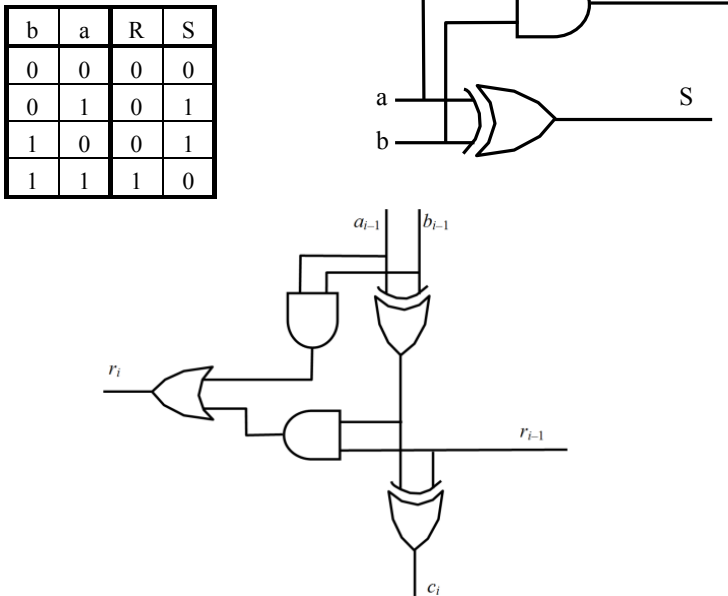 b a R S
0 0 0 0
0 1 0 1
1 0 0 1
1 1 1 0
a
S
b
a_{i–1} b_{i–1}
r_i
r_{i–1}
c_i